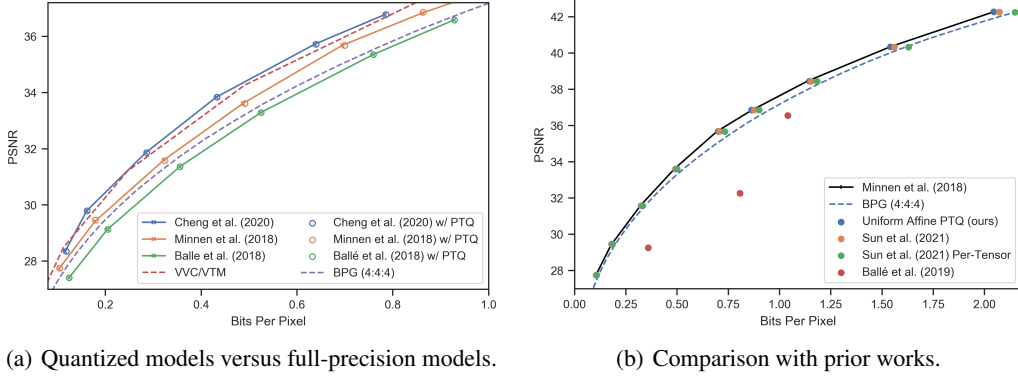 PSNR
36
34
32
30
28
0.2
0.4
0.6
0.8
1.0
Bits Per Pixel
Cheng et al. (2020)
Minnen et al. (2018)
Balle et al. (2018)
VVC/VTM
Cheng et al. (2020) w/ PTQ
Minnen et al. (2018) w/ PTQ
Ballé et al. (2018) w/ PTQ
BPG (4:4:4)
(a) Quantized models versus full-precision models.
PSNR
42
40
38
36
34
32
30
28
0.00
0.25
0.50
0.75
1.00
1.25
1.50
1.75
2.00
Bits Per Pixel
Minnen et al. (2018)
BPG (4:4:4)
Uniform Affine PTQ (ours)
Sun et al. (2021)
Sun et al. (2021) Per-Tensor
Ballé et al. (2019)
(b) Comparison with prior works.